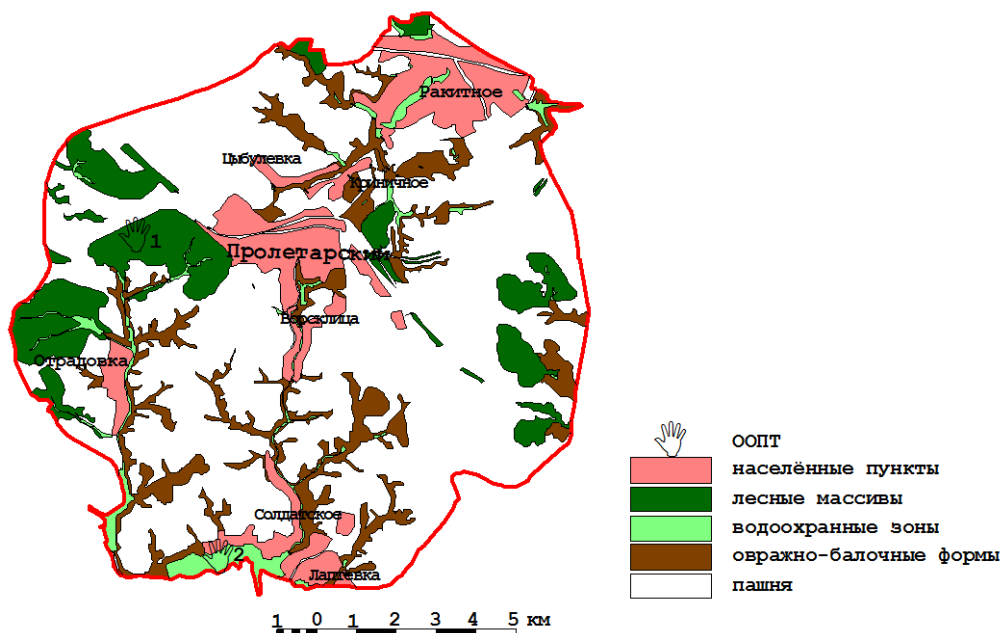 Ракитное
Цыбулевка
Криничное
1
Пролетарский
Ворсклица
Отрадовка
ООПТ
населённые пункты
лесные массивы
Солдатское
водоохранные зоны
2
овражно-балочные формы
Лаптевка
пашня
1 0 1 2 3 4 5 км